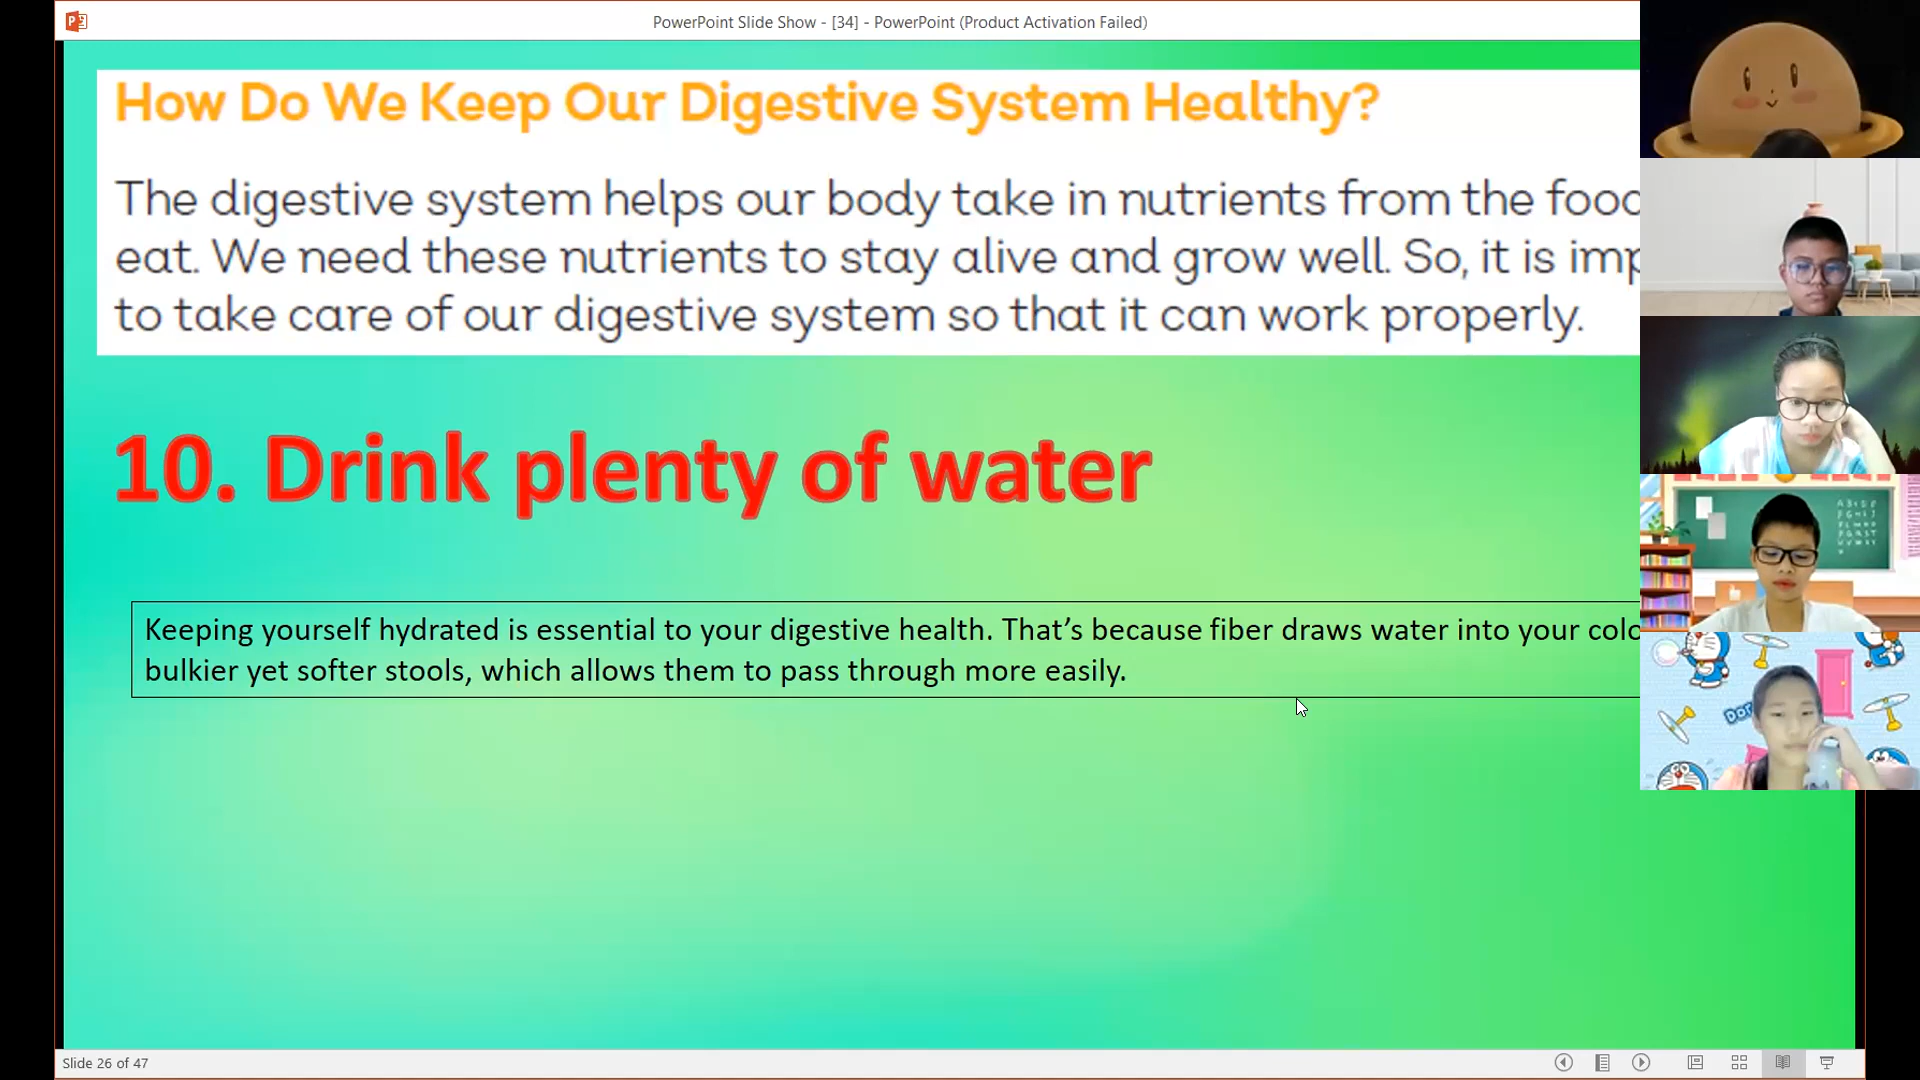 PowerPoint Slide Show - [34] - PowerPoint (Product Activation Failed)
How Do We Keep Our Digestive System Healthy?
The digestive system helps our body take in nutrients from the
eat. We need these nutrients to stay alive and grow well. So, it is
to take care of our digestive system so that it can work properly.
10. Drink plenty of water
Keeping yourself hydrated is essential to your digestive health. That's because fiber draws water into your
bulkier yet softer stools, which allows them to pass through more easily.
Slide 26 of 47